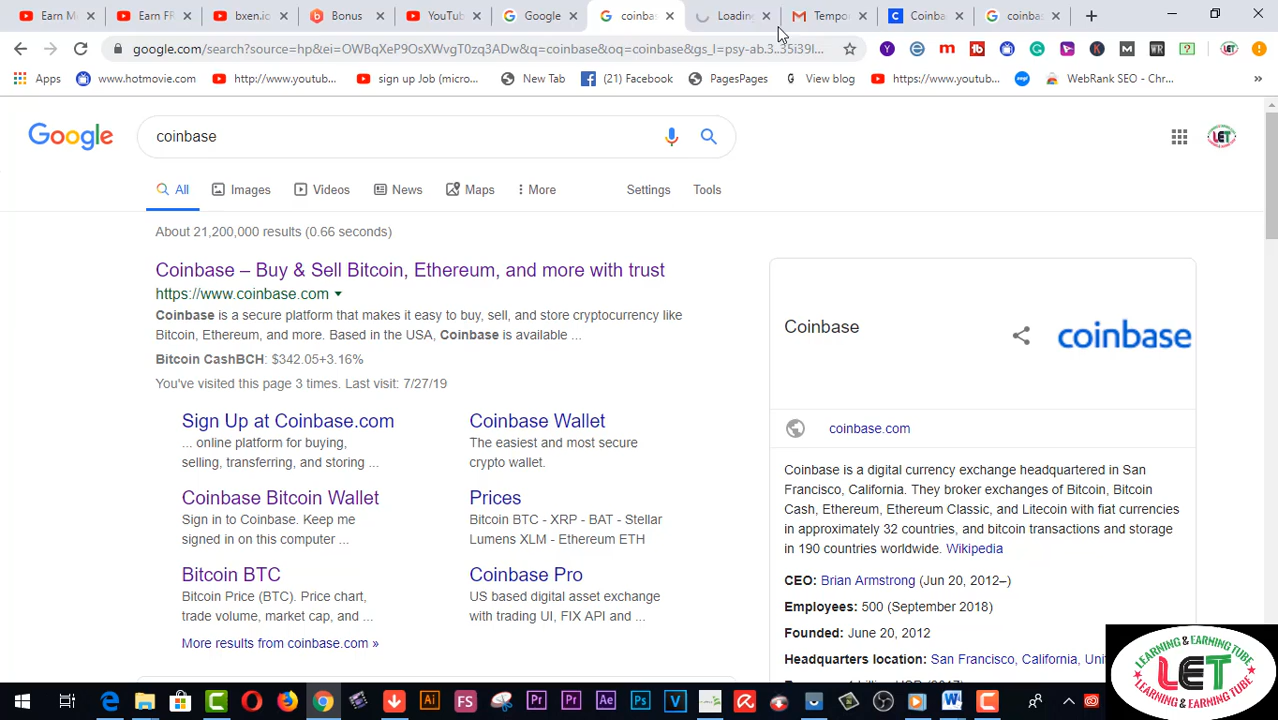 Earn M
Earn FR
bxen.ic
Bonus
YouTu
Google
coinba
Loading
Tempor
Coinba
coinba
google.com/search?source=hp&ei=OWBqXeP9OsXWvgT0zq3ADw&q=coinbase&oq=coinbase&gs_l=psy-ab.3..35i39l...
Apps
www.hotmovie.com
http://www.youtube...
sign up Job (micro...
New Tab
(21) Facebook
PagesPages
View blog
https://www.youtub...
WebRank SEO - Chr...
»
Google
coinbase
All
Images
Videos
News
Maps
More
Settings
Tools
About 21,200,000 results (0.66 seconds)
Coinbase – Buy & Sell Bitcoin, Ethereum, and more with trust
https://www.coinbase.com
Coinbase is a secure platform that makes it easy to buy, sell, and store cryptocurrency like
Bitcoin, Ethereum, and more. Based in the USA, Coinbase is available ...
Bitcoin CashBCH: $342.05+3.16%
You've visited this page 3 times. Last visit: 7/27/19
Sign Up at Coinbase.com
... online platform for buying,
selling, transferring, and storing ...
Coinbase Wallet
The easiest and most secure
crypto wallet.
Coinbase Bitcoin Wallet
Sign in to Coinbase. Keep me
signed in on this computer ...
Prices
Bitcoin BTC - XRP - BAT - Stellar
Lumens XLM - Ethereum ETH
Bitcoin BTC
Bitcoin Price (BTC). Price chart,
trade volume, market cap, and ...
Coinbase Pro
US based digital asset exchange
with trading UI, FIX API and ...
More results from coinbase.com »
Coinbase
coinbase
coinbase.com
Coinbase is a digital currency exchange headquartered in San
Francisco, California. They broker exchanges of Bitcoin, Bitcoin
Cash, Ethereum, Ethereum Classic, and Litecoin with fiat currencies
in approximately 32 countries, and bitcoin transactions and storage
in 190 countries worldwide. Wikipedia
CEO: Brian Armstrong (Jun 20, 2012–)
Employees: 500 (September 2018)
Founded: June 20, 2012
Headquarters location: San Francisco, California, Uni
LEARNING & EARNING TUBE
LET
LEARNING & EARNING TUBE